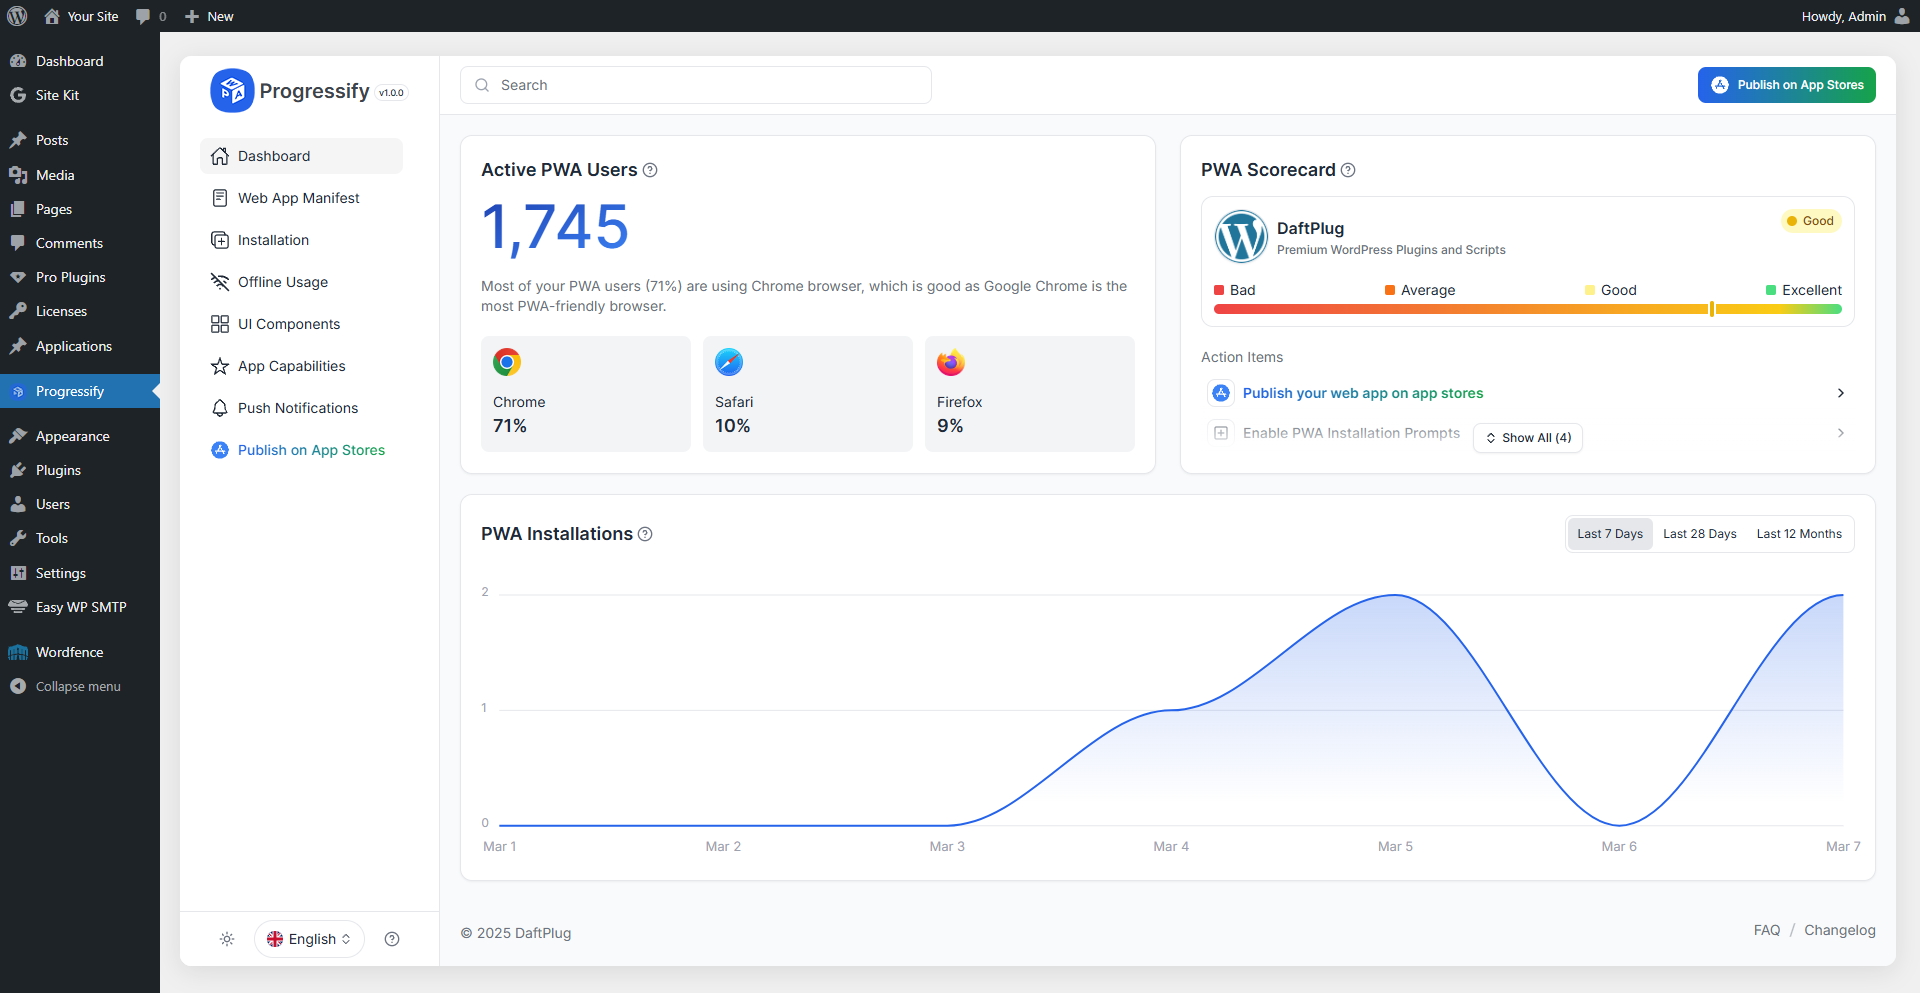 Your Site
0
New
Howdy, Admin
Dashboard
Site Kit
Posts
Media
Pages
Comments
Pro Plugins
Licenses
Applications
Progressify
Appearance
Plugins
Users
Tools
Settings
Easy WP SMTP
Wordfence
Collapse menu
Progressify v1.0.0
Dashboard
Web App Manifest
Installation
Offline Usage
UI Components
App Capabilities
Push Notifications
Publish on App Stores
English
Search
Publish on App Stores
Active PWA Users
1,745
Most of your PWA users (71%) are using Chrome browser, which is good as Google Chrome is the
most PWA-friendly browser.
Chrome
71%
Safari
10%
Firefox
9%
PWA Scorecard
DaftPlug
Premium WordPress Plugins and Scripts
Good
Bad
Average
Good
Excellent
Action Items
Publish your web app on app stores
Enable PWA Installation Prompts
Show All (4)
PWA Installations
Last 7 Days
Last 28 Days
Last 12 Months
2
1
0
Mar 1
Mar 2
Mar 3
Mar 4
Mar 5
Mar 6
Mar 7
© 2025 DaftPlug
FAQ / Changelog